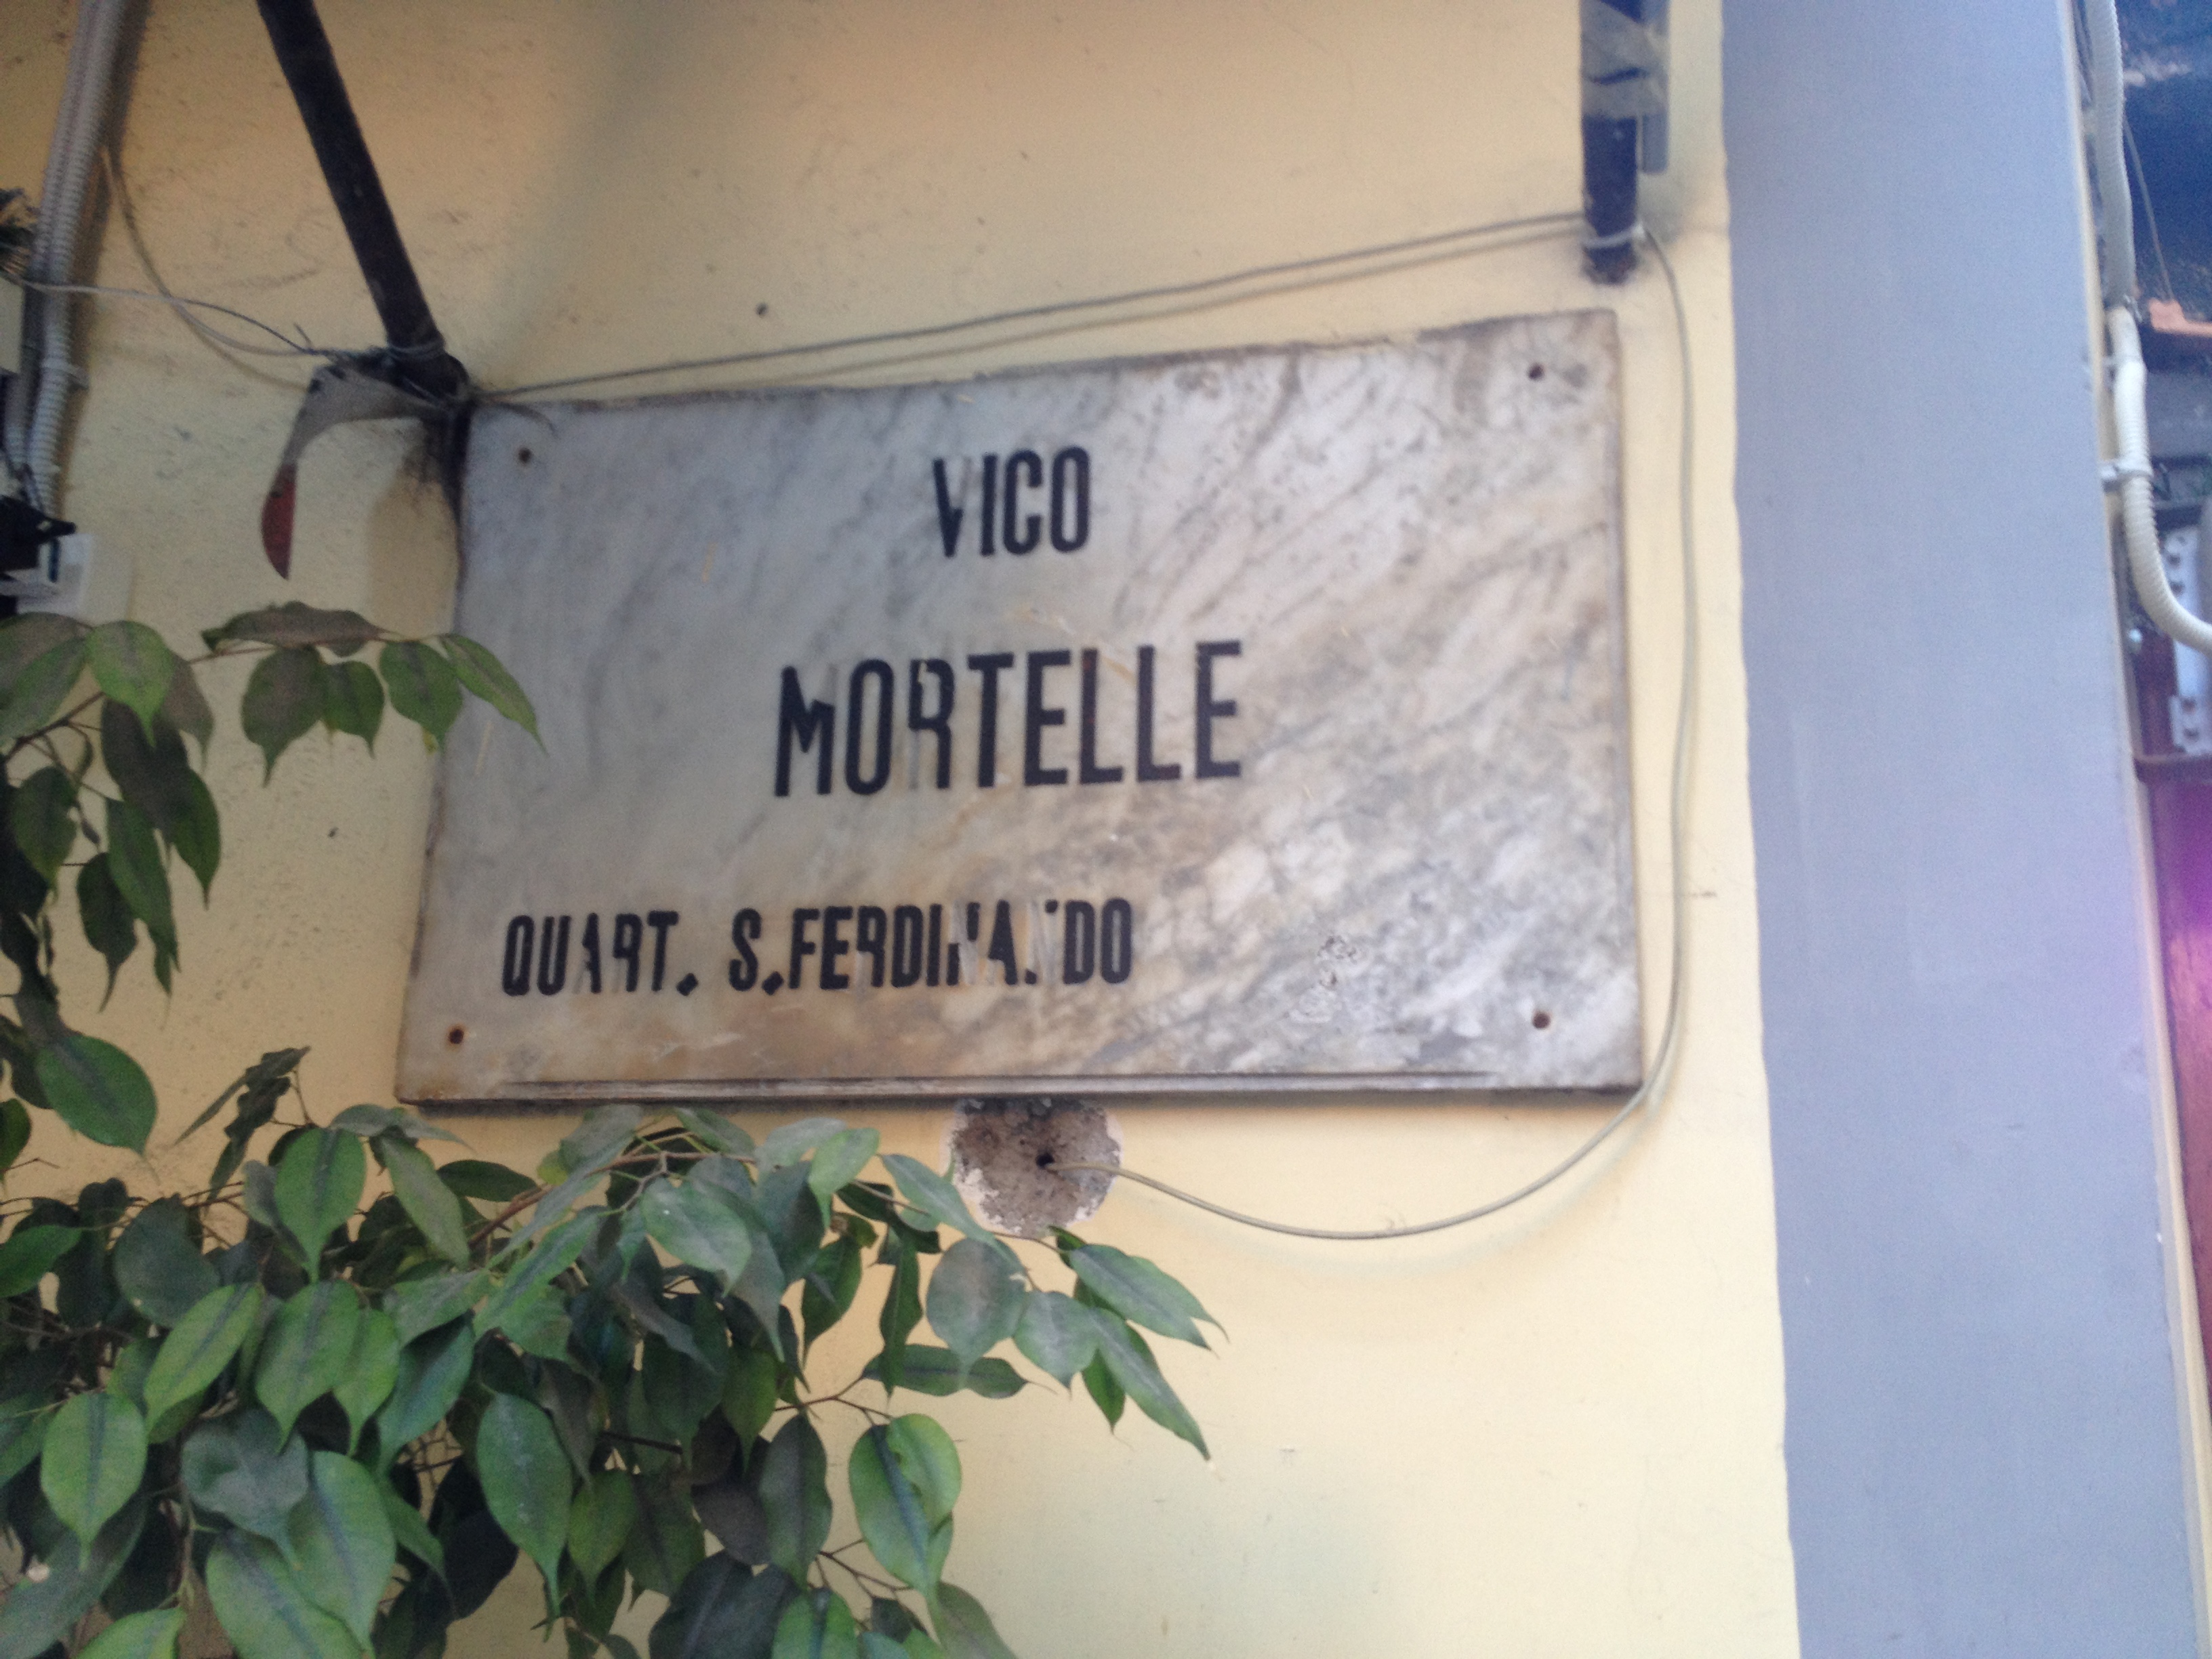 VICO
MORTELLE
QUART. S.FERDINANDO